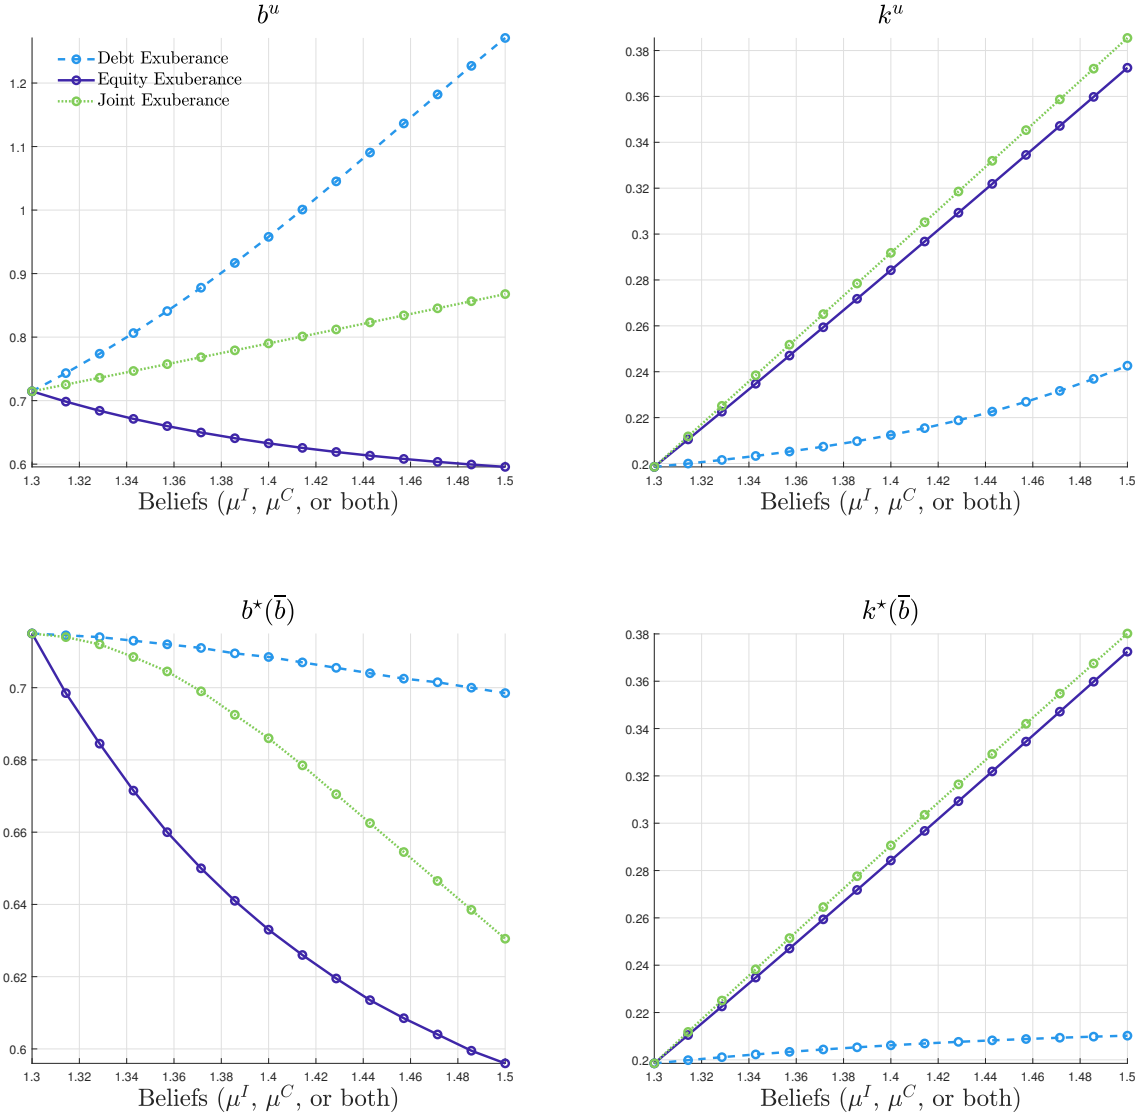 b^u
1.2
1.1
1
0.9
0.8
0.7
0.6
Debt Exuberance
Equity Exuberance
Joint Exuberance
1.3 1.32 1.34 1.36 1.38 1.4 1.42 1.44 1.46 1.48 1.5
Beliefs (μ^I, μ^C, or both)
k^u
0.38
0.36
0.34
0.32
0.3
0.28
0.26
0.24
0.22
0.2
1.3 1.32 1.34 1.36 1.38 1.4 1.42 1.44 1.46 1.48 1.5
Beliefs (μ^I, μ^C, or both)
b^⋆(b̅)
0.7
0.68
0.66
0.64
0.62
0.6
1.3 1.32 1.34 1.36 1.38 1.4 1.42 1.44 1.46 1.48 1.5
Beliefs (μ^I, μ^C, or both)
k^⋆(b̅)
0.38
0.36
0.34
0.32
0.3
0.28
0.26
0.24
0.22
0.2
1.3 1.32 1.34 1.36 1.38 1.4 1.42 1.44 1.46 1.48 1.5
Beliefs (μ^I, μ^C, or both)